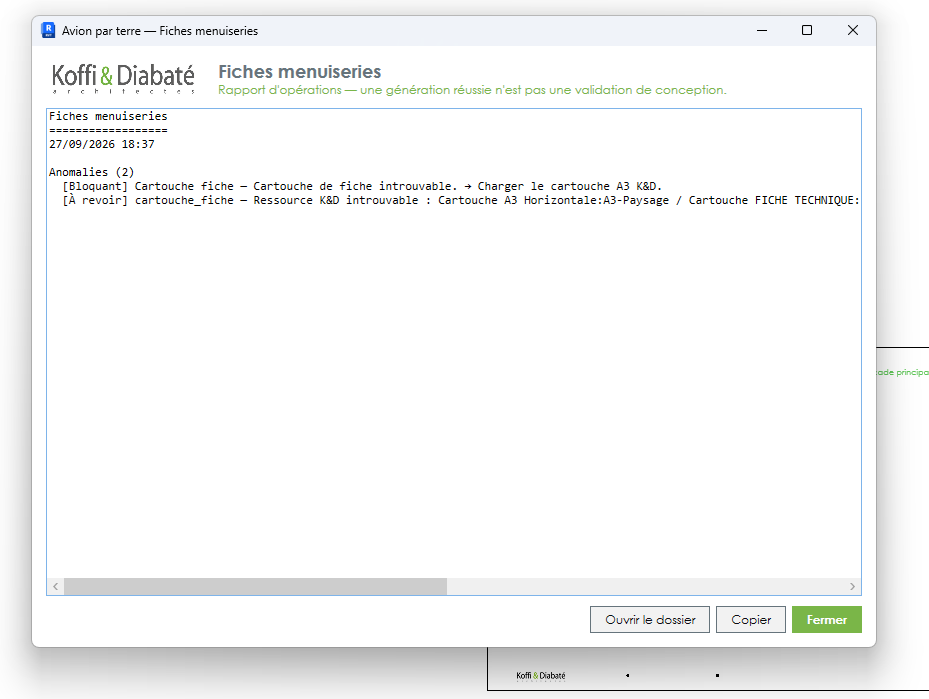 Avion par terre — Fiches menuiseries
Koffi & Diabaté
architectes
Fiches menuiseries
Rapport d'opérations — une génération réussie n'est pas une validation de conception.
Fiches menuiseries
==================
27/09/2026 18:37
Anomalies (2)
[Bloquant] Cartouche fiche — Cartouche de fiche introuvable. → Charger le cartouche A3 K&D.
[À revoir] cartouche_fiche — Ressource K&D introuvable : Cartouche A3 Horizontale:A3-Paysage / Cartouche FICHE TECHNIQUE:
ade principa
Ouvrir le dossier
Copier
Fermer
Koffi & Diabaté